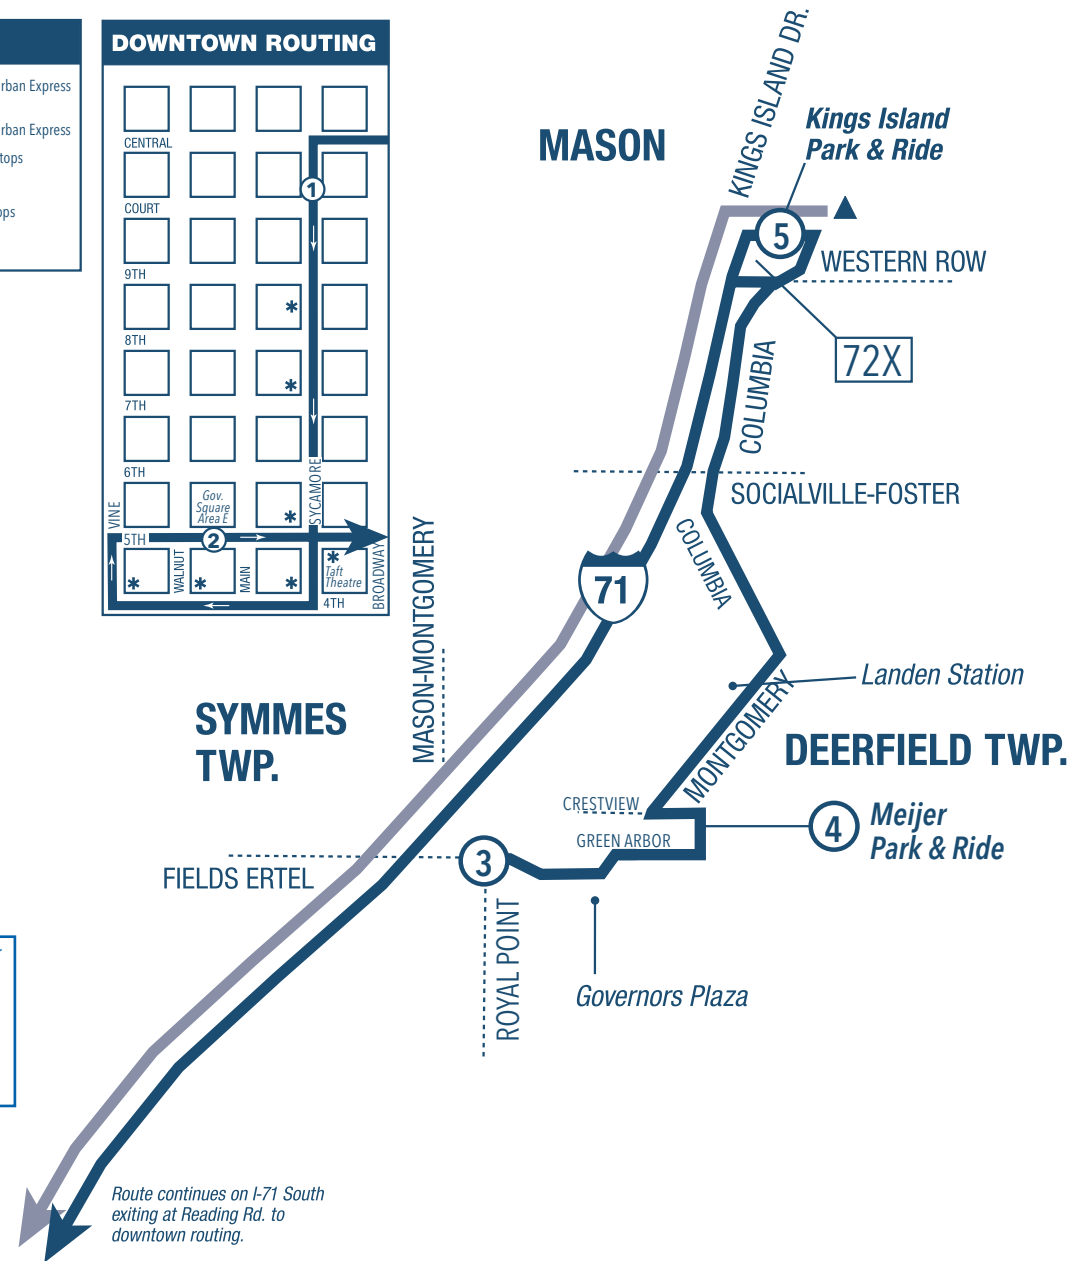 DOWNTOWN ROUTING
rban Express
rban Express
tops
ops
CENTRAL
1
COURT
9TH
8TH
7TH
6TH
VINE
Gov.
Square
Area E
SYCAMORE
5TH
2
WALNUT
MAIN
Taft
Theatre
BROADWAY
4TH
MASON
KINGS ISLAND DR.
Kings Island
Park & Ride
5
WESTERN ROW
72X
COLUMBIA
SOCIALVILLE-FOSTER
COLUMBIA
71
MASON-MONTGOMERY
Landen Station
SYMMES
TWP.
MONTGOMERY
DEERFIELD TWP.
CRESTVIEW
4
Meijer
Park & Ride
GREEN ARBOR
3
FIELDS ERTEL
ROYAL POINT
Governors Plaza
Route continues on I-71 South
exiting at Reading Rd. to
downtown routing.